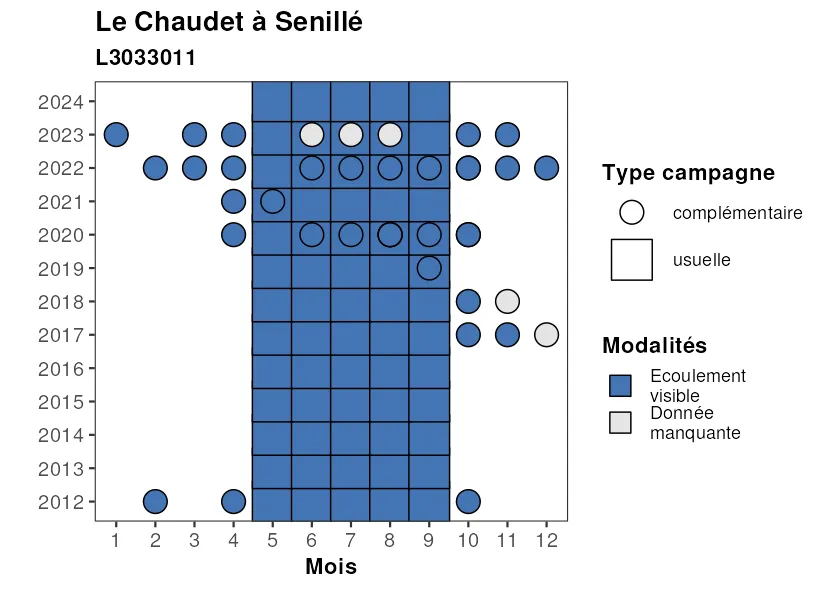 Le Chaudet à Senillé
L3033011
2024
2023
2022
2021
2020
2019
2018
2017
2016
2015
2014
2013
2012
1 2 3 4 5 6 7 8 9 10 11 12
Mois
Type campagne
complémentaire
usuelle
Modalités
Ecoulement
visible
Donnée
manquante